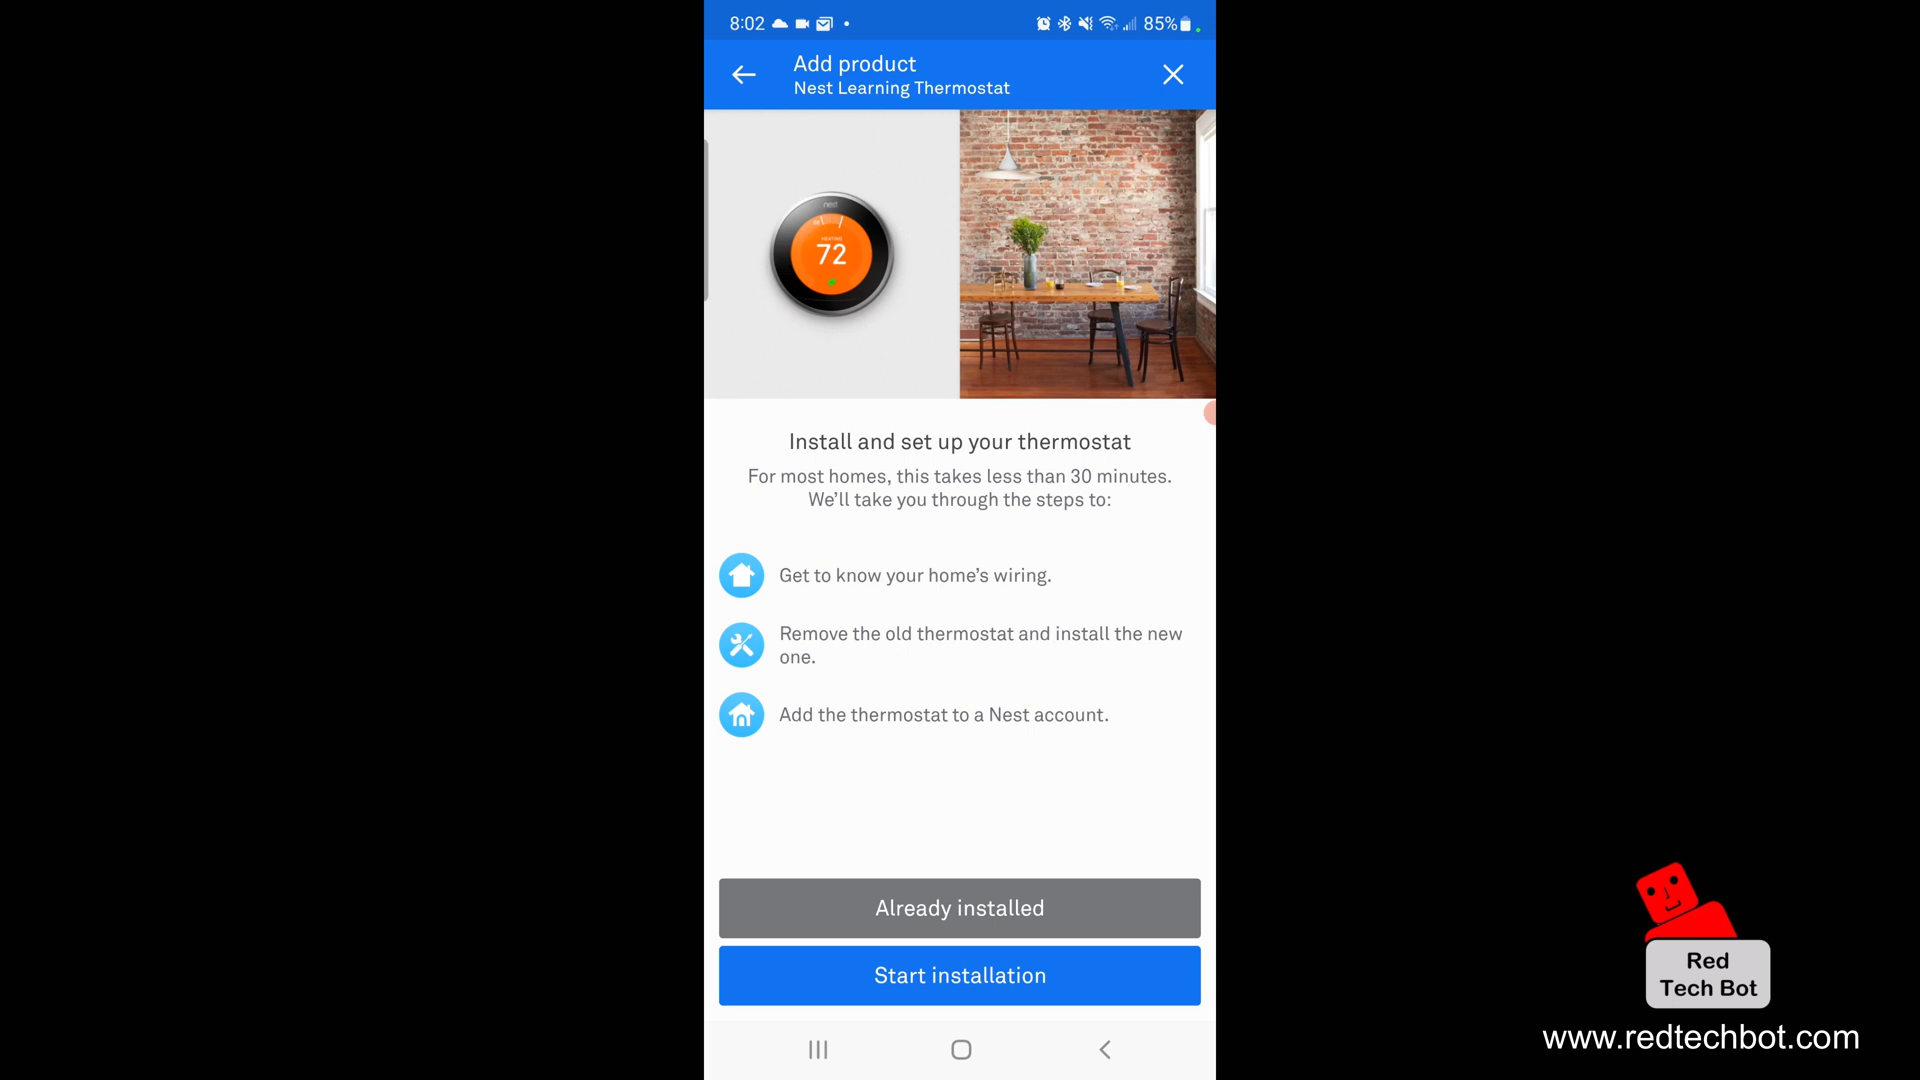 8:02
85%
Add product
Nest Learning Thermostat
nest
HEATING
72
Install and set up your thermostat
For most homes, this takes less than 30 minutes.
We'll take you through the steps to:
Get to know your home's wiring.
Remove the old thermostat and install the new
one.
Add the thermostat to a Nest account.
Already installed
Start installation
Red
Tech Bot
www.redtechbot.com